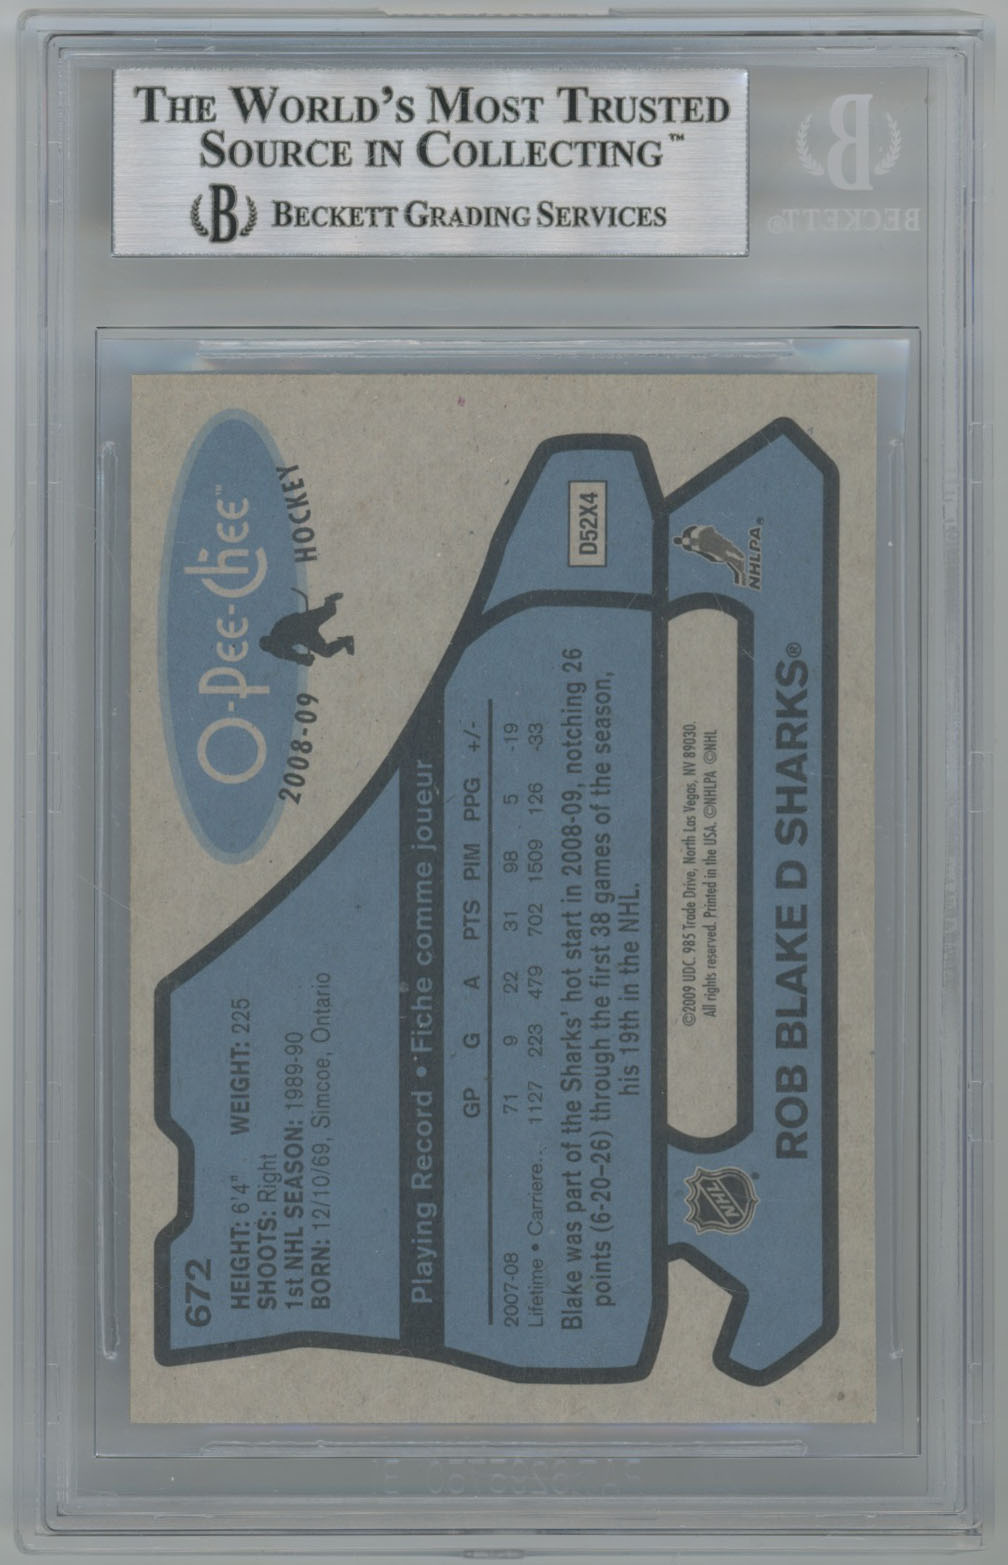 THE WORLD'S MOST TRUSTED
SOURCE IN COLLECTING™
B BECKETT GRADING SERVICES
B
BECKETT®
O-Pee-Chee™
2008-09 HOCKEY
672
HEIGHT: 6'4" WEIGHT: 225
SHOOTS: Right
1st NHL SEASON: 1989-90
BORN: 12/10/69, Simcoe, Ontario
Playing Record • Fiche comme joueur
GP G A PTS PIM PPG +/-
2007-08 71 9 22 31 98 5 -19
Lifetime • Carriere... 1127 223 479 702 1509 126 -33
Blake was part of the Sharks' hot start in 2008-09, notching 26
points (6-20–26) through the first 38 games of the season,
his 19th in the NHL.
D52X4
NHL®
©2009 UDC. 985 Trade Drive, North Las Vegas, NV 89030.
All rights reserved. Printed in the USA. ©NHLPA ©NHL
NHLPA®
ROB BLAKE D SHARKS®